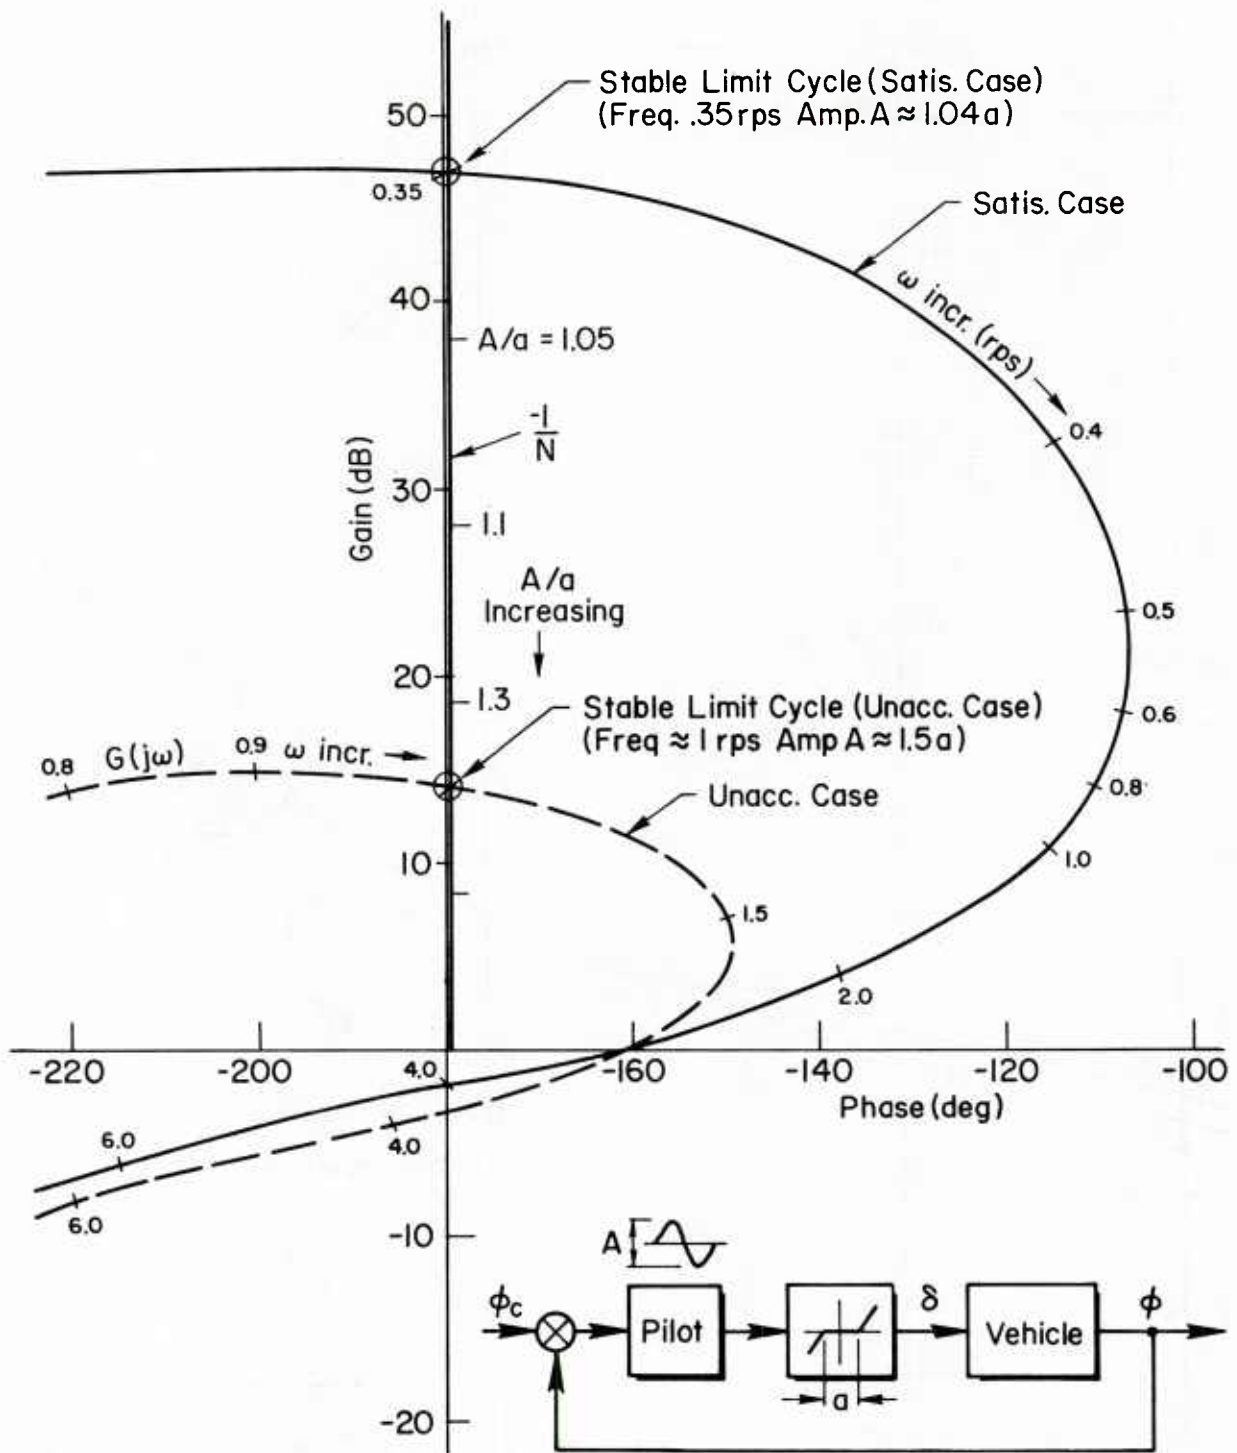 Stable Limit Cycle (Satis. Case)
(Freq. .35rps Amp. A ≈ 1.04a)
50
0.35
Satis. Case
ω incr. (rps)
40
A/a = 1.05
0.4
-1
N
Gain (dB)
30
1.1
A/a
Increasing
0.5
20
1.3
Stable Limit Cycle (Unacc. Case)
(Freq ≈ 1 rps Amp A ≈ 1.5a)
0.6
0.8 G(jω) 0.9 ω incr.
0.8
Unacc. Case
10
1.0
1.5
2.0
-220 -200 4.0 -160 -140 -120 -100
Phase (deg)
6.0
4.0
6.0
-10
A
ϕc
Pilot
δ
Vehicle
ϕ
a
-20